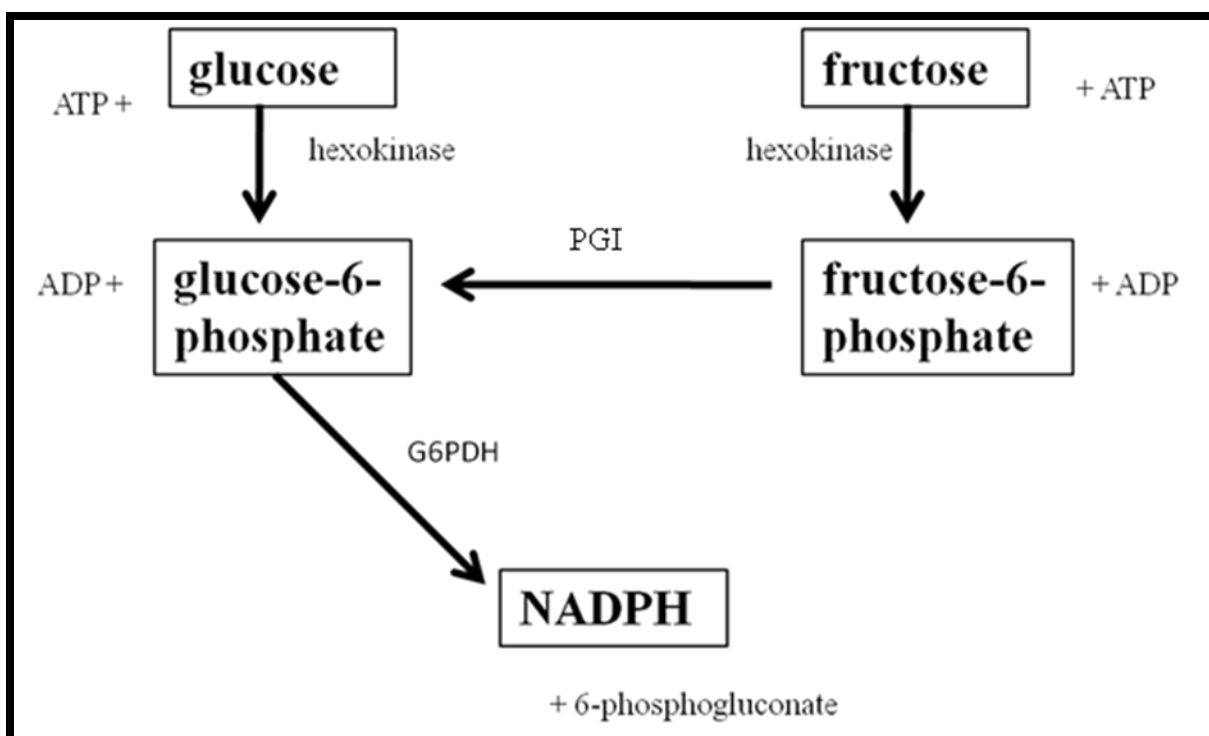 glucose
fructose
ATP +
+ ATP
hexokinase
hexokinase
PGI
ADP +
glucose-6-
phosphate
fructose-6-
phosphate
+ ADP
G6PDH
NADPH
+ 6-phosphogluconate